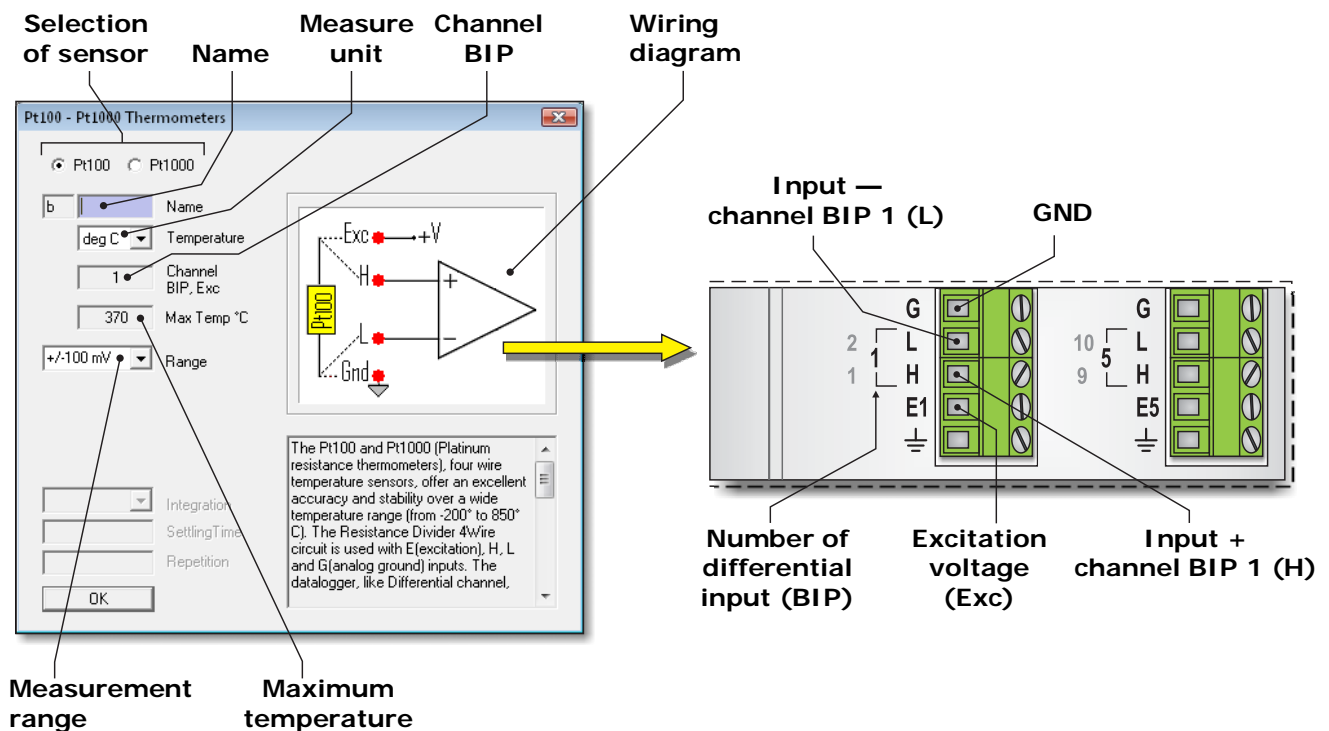 Selection
of sensor
Name
Measure
unit
Channel
BIP
Wiring
diagram
Pt100 - Pt1000 Thermometers
Pt100
Pt1000
b
Name
deg C
Temperature
1
Channel
BIP, Exc
370
Max Temp °C
+/-100 mV
Range
Integration
SettlingTime
Repetition
OK
Exc
+V
H
+
Pt100
L
−
Gnd
The Pt100 and Pt1000 (Platinum
resistance thermometers), four wire
temperature sensors, offer an excellent
accuracy and stability over a wide
temperature range (from -200° to 850°
C). The Resistance Divider 4Wire
circuit is used with E(excitation), H, L
and G(analog ground) inputs. The
datalogger, like Differential channel,
Measurement
range
Maximum
temperature
Input —
channel BIP 1 (L)
GND
G
2
L
1
1
H
E1
G
10
L
5
9
H
E5
Number of
differential
input (BIP)
Excitation
voltage
(Exc)
Input +
channel BIP 1 (H)